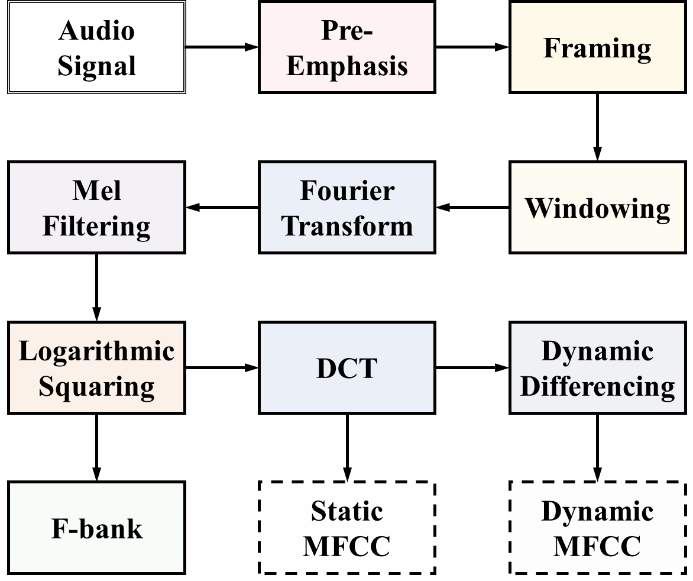 Audio
Signal
Pre-
Emphasis
Framing
Mel
Filtering
Fourier
Transform
Windowing
Logarithmic
Squaring
DCT
Dynamic
Differencing
F-bank
Static
MFCC
Dynamic
MFCC